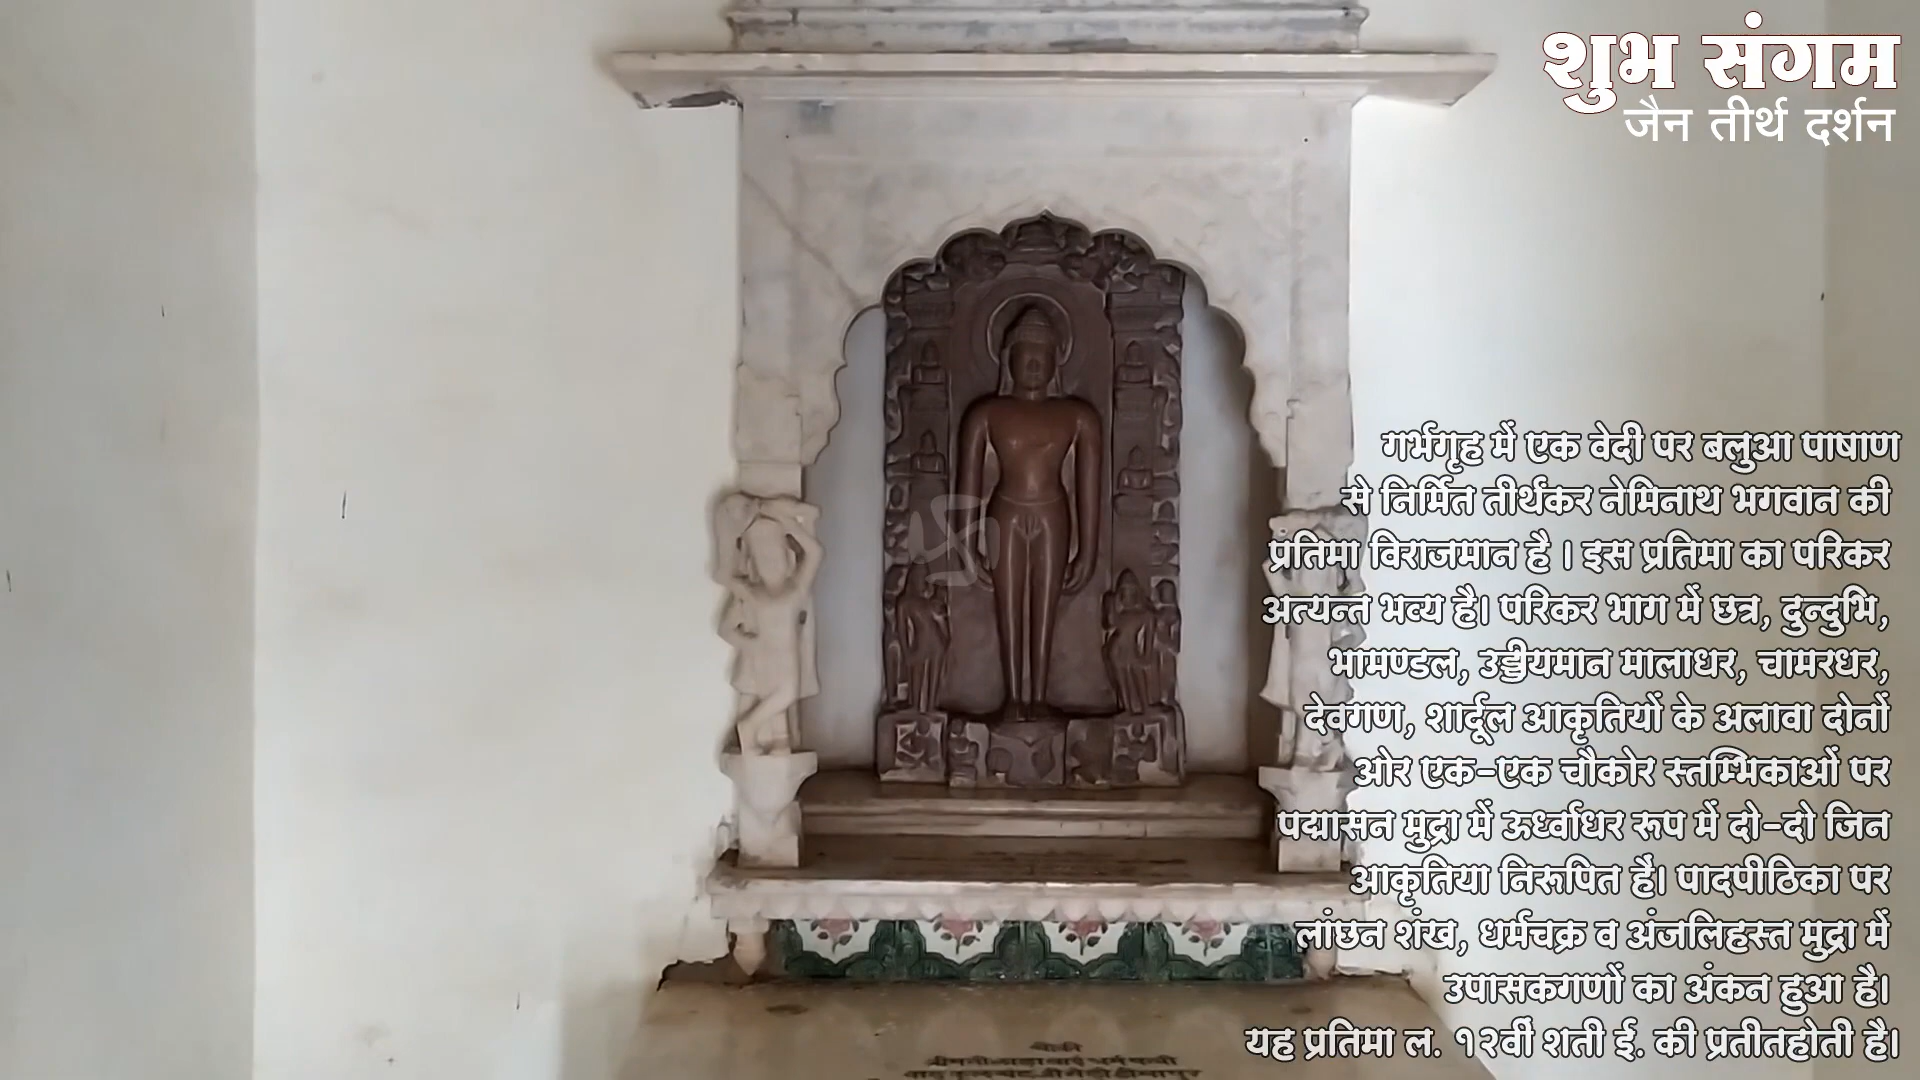 शुभ संगम
जैन तीर्थ दर्शन
गर्भगृह में एक वेदी पर बलुआ पाषाण
से निर्मित तीर्थकर नेमिनाथ भगवान की
प्रतिमा विराजमान है । इस प्रतिमा का परिकर
अत्यन्त भव्य है। परिकर भाग में छत्र, दुन्दुभि,
भामण्डल, उड्डीयमान मालाधर, चामरधर,
देवगण, शार्दूल आकृतियों के अलावा दोनों
ओर एक-एक चौकोर स्तम्भिकाओं पर
पद्मासन मुद्रा में ऊर्ध्वाधर रूप में दो-दो जिन
आकृतिया निरूपित है। पादपीठिका पर
लांछन शंख, धर्मचक्र व अंजलिहस्त मुद्रा में
उपासकगणों का अंकन हुआ है।
यह प्रतिमा ल. १२वीं शती ई. की प्रतीतहोती है।